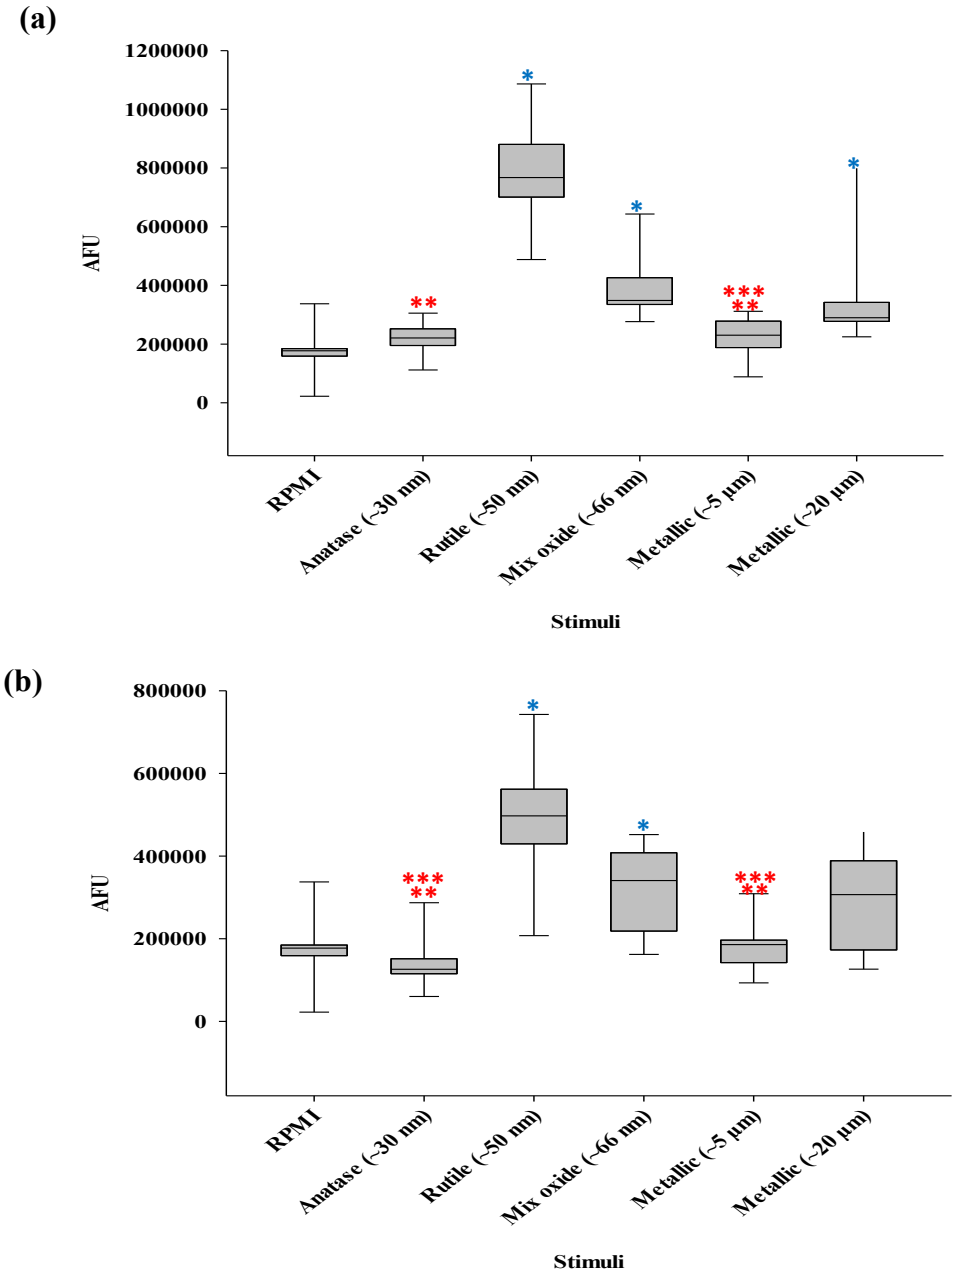 (a)
1200000
1000000
800000
600000
400000
200000
0
AFU
*
*
*
**
***
**
RPMI
Anatase (~30 nm)
Rutile (~50 nm)
Mix oxide (~66 nm)
Metallic (~5 µm)
Metallic (~20 µm)
Stimuli
(b)
800000
600000
400000
200000
0
AFU
*
*
***
**
***
**
RPMI
Anatase (~30 nm)
Rutile (~50 nm)
Mix oxide (~66 nm)
Metallic (~5 µm)
Metallic (~20 µm)
Stimuli